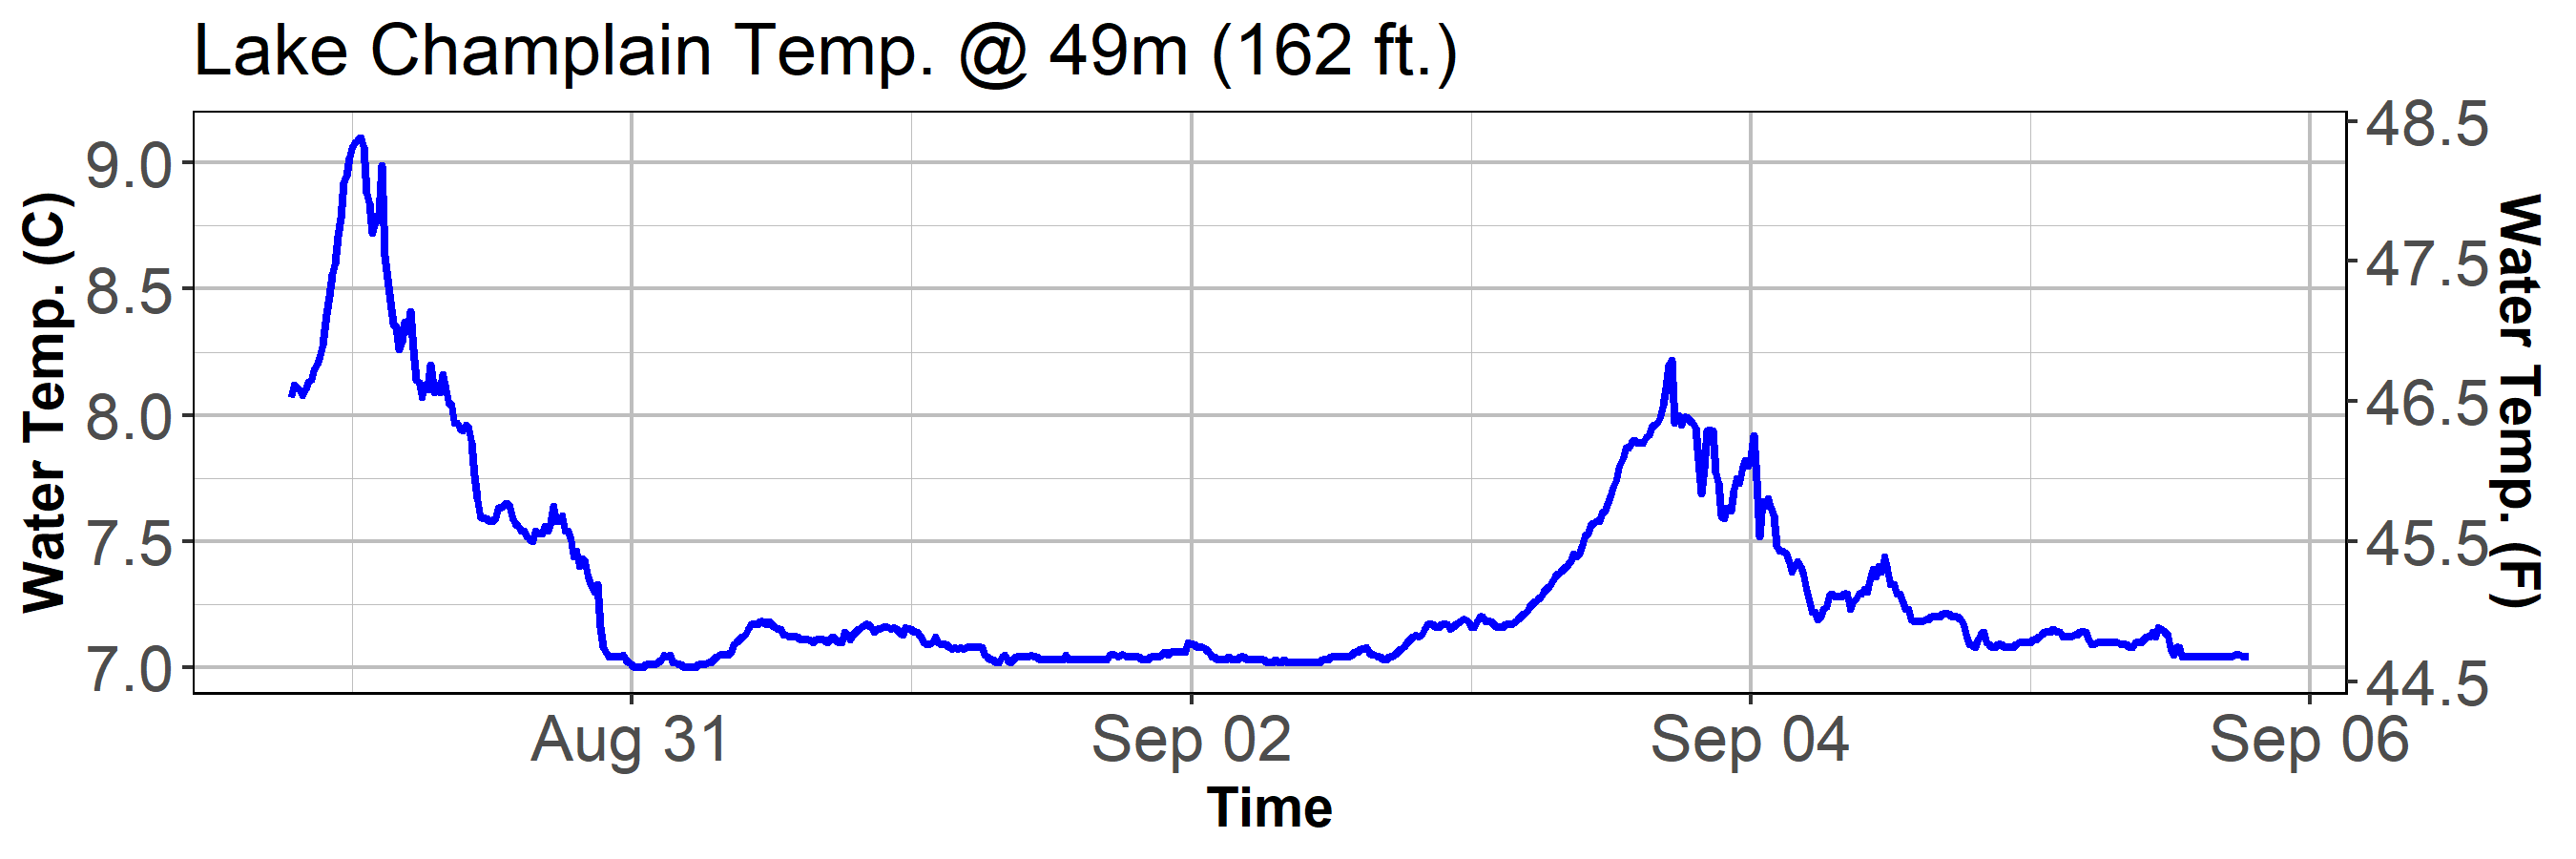 Lake Champlain Temp. @ 49m (162 ft.)
Water Temp. (C)
9.0
8.5
8.0
7.5
7.0
48.5
47.5
46.5
45.5
44.5
Water Temp. (F)
Aug 31 Sep 02 Sep 04 Sep 06
Time